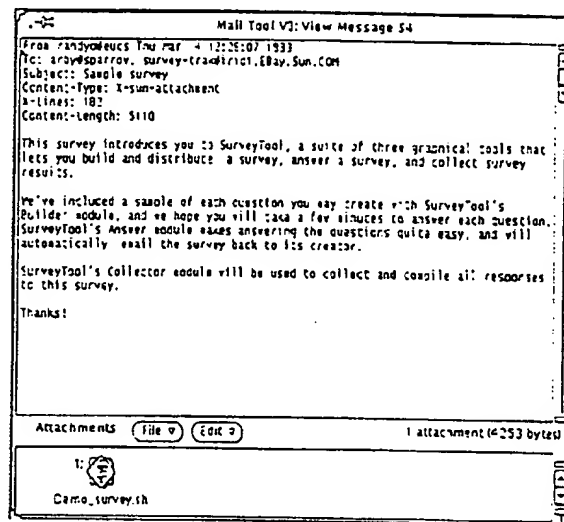 Mail Tool V3: View Message 54
From randy@eucs Thu Mar 4 12:28:07 1993
To: Subject: Sample survey
Content-Type: X-sun-attachment
X-Lines: 182
Content-Length: 5110
This survey introduces you to SurveyTool, a suite of three graphical tools that
lets you build and distribute a survey, answer a survey, and collect survey
results.
We've included a sample of each question you may create with SurveyTool's
Builder module, and we hope you will take a few minutes to answer each question.
SurveyTool's Answer module makes answering the questions quite easy, and will
automatically email the survey back to its creator.
SurveyTool's Collector module will be used to collect and compile all responses
to this survey.
Thanks!
Attachments File Edit 1 attachment (4253 bytes)
1:
Demo_survey.sh